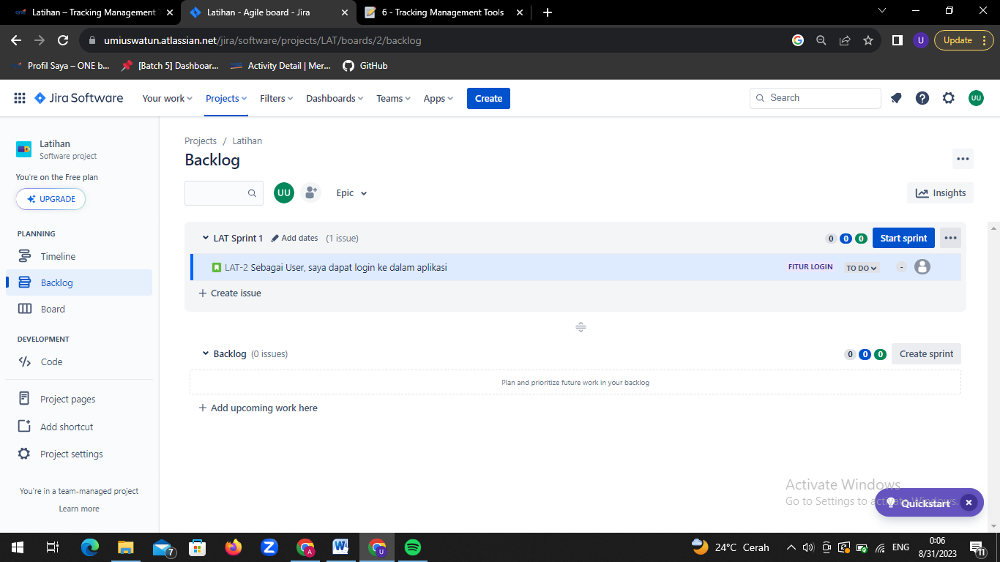 Latihan – Tracking Management T
Latihan - Agile board - Jira
6 - Tracking Management Tools
umiuswatun.atlassian.net/jira/software/projects/LAT/boards/2/backlog
U
Update
Profil Saya – ONE b...
[Batch 5] Dashboar...
Activity Detail | Mer...
GitHub
Jira Software
Your work
Projects
Filters
Dashboards
Teams
Apps
Create
Search
UU
Latihan
Software project
You're on the Free plan
UPGRADE
PLANNING
Timeline
Backlog
Board
DEVELOPMENT
Code
Project pages
Add shortcut
Project settings
You're in a team-managed project
Learn more
Projects / Latihan
Backlog
UU
Epic
Insights
LAT Sprint 1 Add dates (1 issue)
0 0 0 Start sprint
LAT-2 Sebagai User, saya dapat login ke dalam aplikasi
FITUR LOGIN TO DO -
+ Create issue
Backlog (0 issues)
0 0 0 Create sprint
Plan and prioritize future work in your backlog
+ Add upcoming work here
Activate Windows
Go to Settings to activate Windows.
Quickstart
7
A
U
24°C Cerah
ENG
0:06
8/31/2023
11